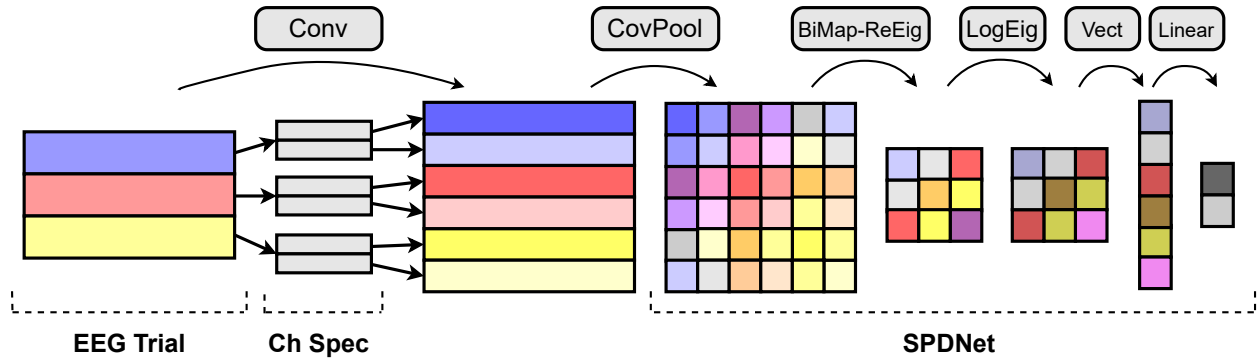 Conv
CovPool
BiMap-ReEig
LogEig
Vect
Linear
EEG Trial
Ch Spec
SPDNet